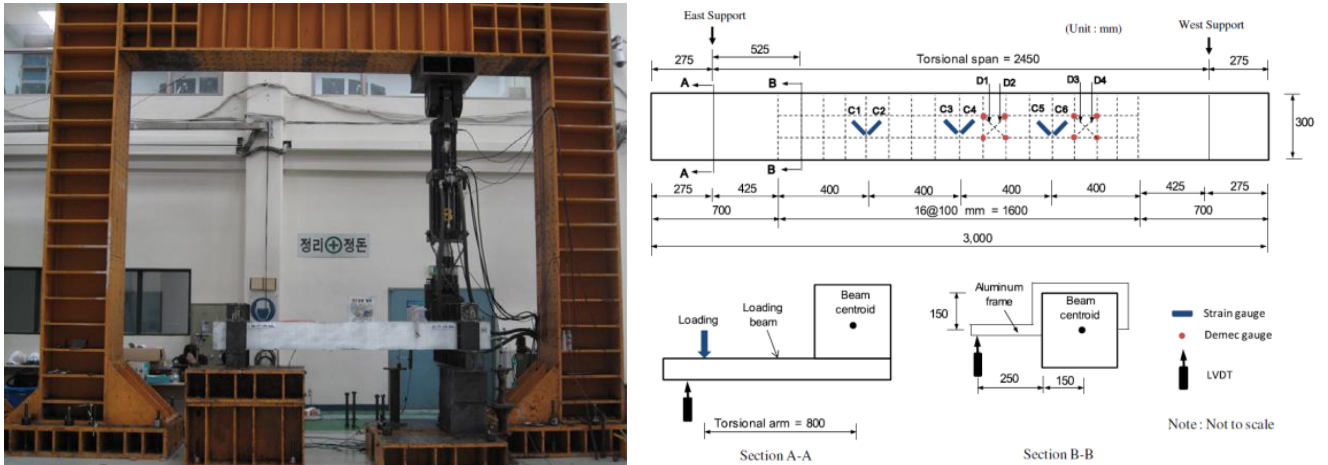 정리 정돈
3
East Support
West Support
(Unit : mm)
275
525
Torsional span = 2450
275
A
B
D1
D2
D3
D4
C1
C2
C3
C4
C5
C6
300
A
B
275
425
400
400
400
400
425
275
700
16@100 mm = 1600
700
3,000
Loading
Loading
beam
Beam
centroid
Torsional arm = 800
Section A-A
Aluminum
frame
150
Beam
centroid
250
150
Section B-B
Strain gauge
Demec gauge
LVDT
Note : Not to scale